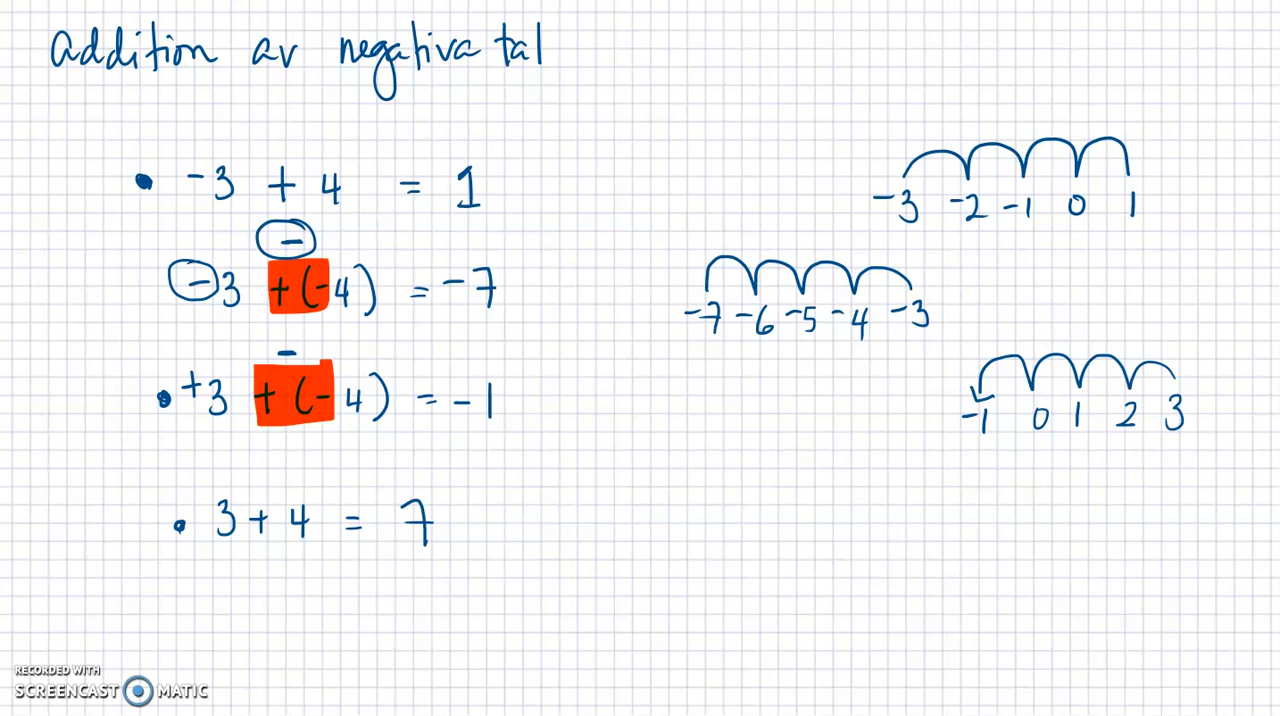 addition av negativa tal
• -3 + 4 = 1
-3 -2 -1 0 1
-
-3 +(-4) = -7
-7 -6 -5 -4 -3
-
• +3 +(-4) = -1
-1 0 1 2 3
• 3 + 4 = 7
RECORDED WITH
SCREENCAST MATIC